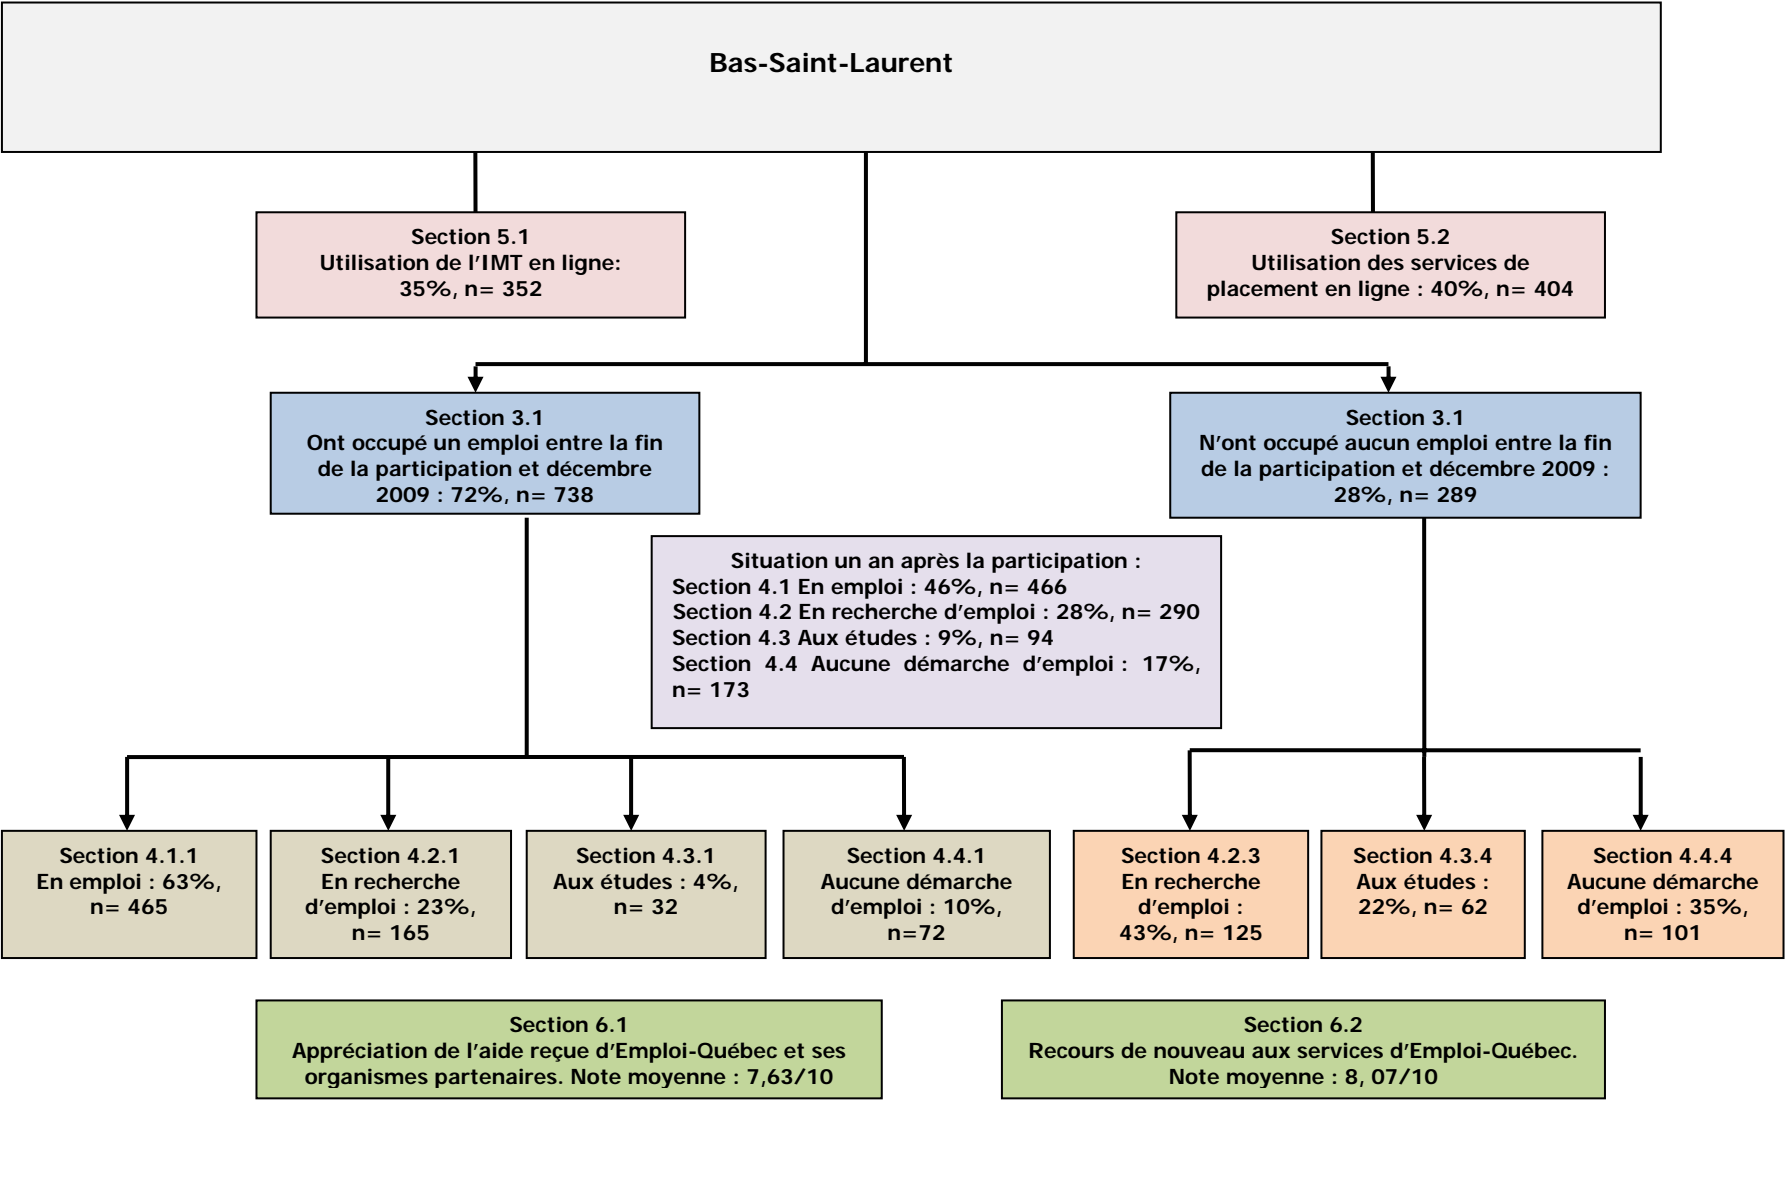 Bas-Saint-Laurent
Section 5.1
Utilisation de l'IMT en ligne:
35%, n= 352
Section 5.2
Utilisation des services de
placement en ligne : 40%, n= 404
Section 3.1
Ont occupé un emploi entre la fin
de la participation et décembre
2009 : 72%, n= 738
Section 3.1
N'ont occupé aucun emploi entre la fin
de la participation et décembre 2009 :
28%, n= 289
Situation un an après la participation :
Section 4.1 En emploi : 46%, n= 466
Section 4.2 En recherche d'emploi : 28%, n= 290
Section 4.3 Aux études : 9%, n= 94
Section 4.4 Aucune démarche d'emploi : 17%,
n= 173
Section 4.1.1
En emploi : 63%,
n= 465
Section 4.2.1
En recherche
d'emploi : 23%,
n= 165
Section 4.3.1
Aux études : 4%,
n= 32
Section 4.4.1
Aucune démarche
d'emploi : 10%,
n=72
Section 4.2.3
En recherche
d'emploi :
43%, n= 125
Section 4.3.4
Aux études :
22%, n= 62
Section 4.4.4
Aucune démarche
d'emploi : 35%,
n= 101
Section 6.1
Appréciation de l'aide reçue d'Emploi-Québec et ses
organismes partenaires. Note moyenne : 7,63/10
Section 6.2
Recours de nouveau aux services d'Emploi-Québec.
Note moyenne : 8, 07/10